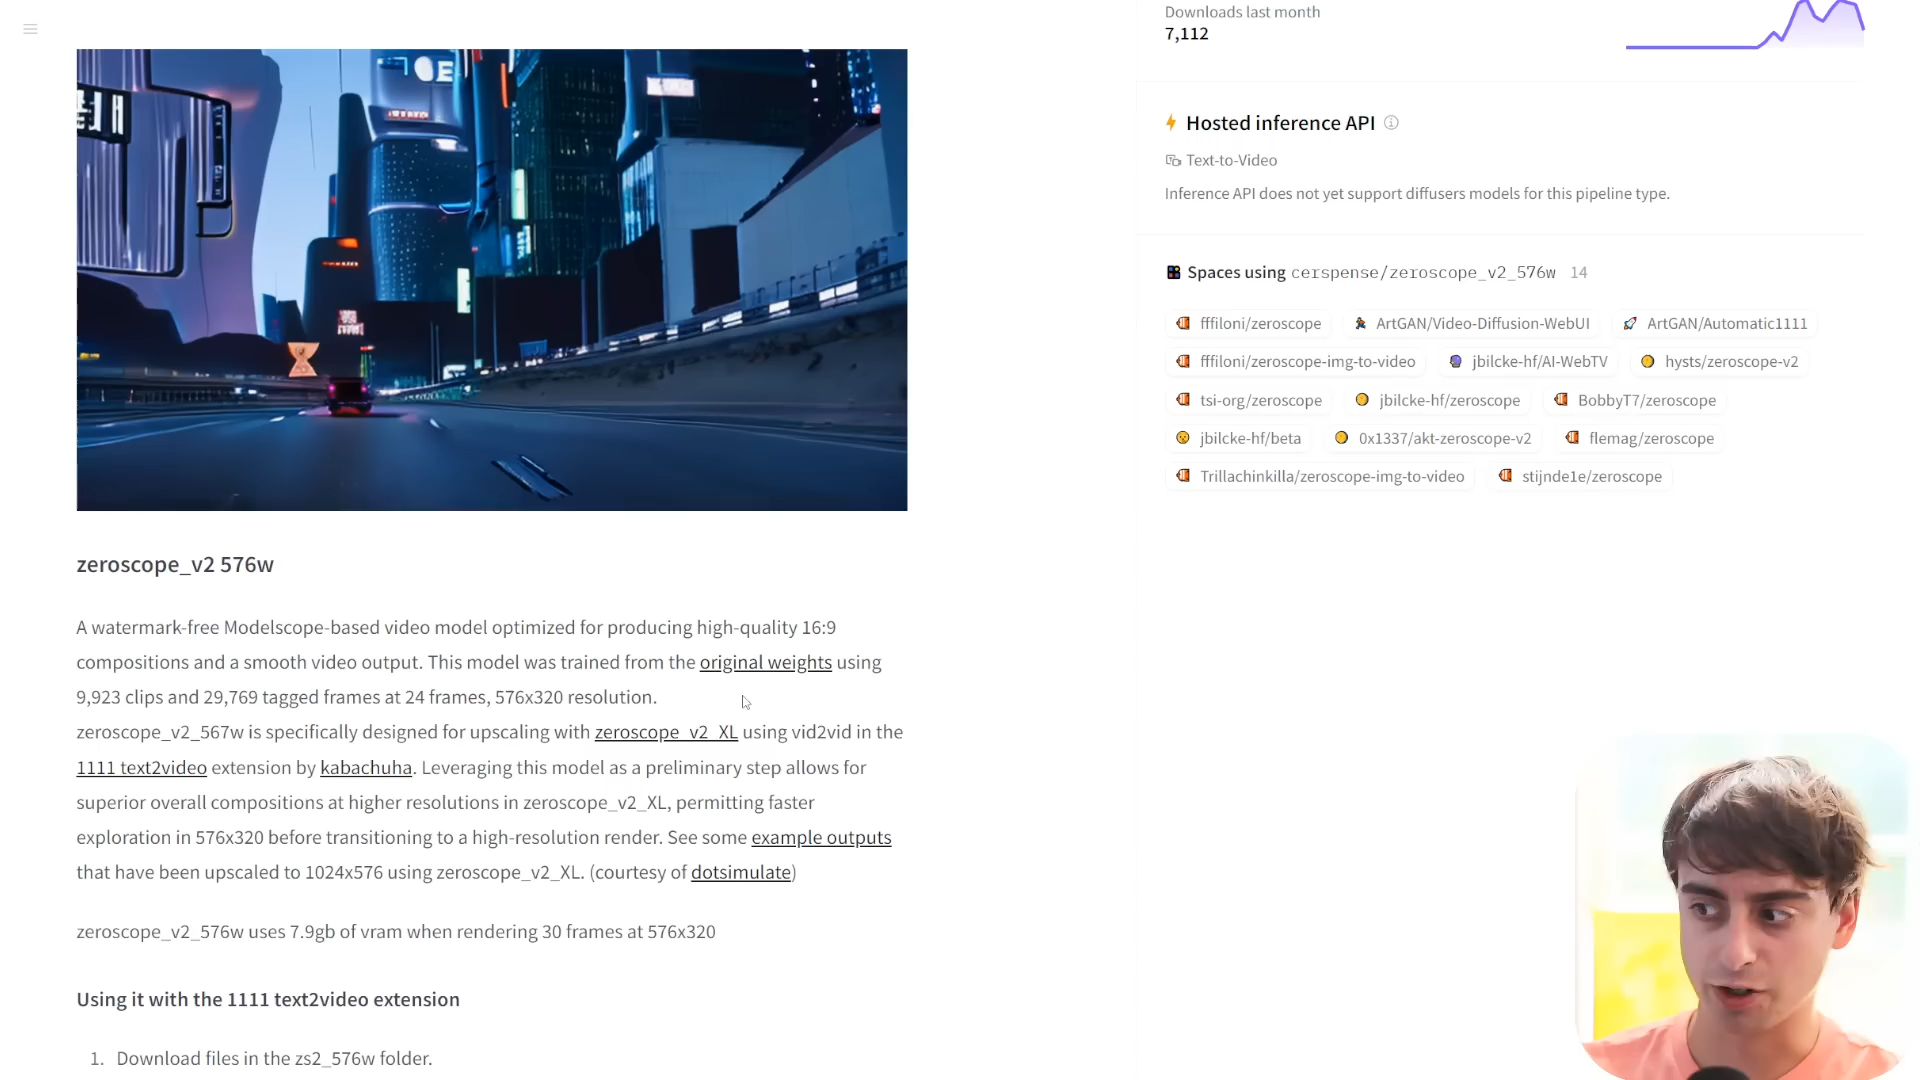 Downloads last month
7,112
Hosted inference API
Text-to-Video
Inference API does not yet support diffusers models for this pipeline type.
Spaces using cerspense/zeroscope_v2_576w 14
fffiloni/zeroscope ArtGAN/Video-Diffusion-WebUI ArtGAN/Automatic1111
fffiloni/zeroscope-img-to-video jbilcke-hf/AI-WebTV hysts/zeroscope-v2
tsi-org/zeroscope jbilcke-hf/zeroscope BobbyT7/zeroscope
jbilcke-hf/beta 0x1337/akt-zeroscope-v2 flemag/zeroscope
Trillachinkilla/zeroscope-img-to-video stijnde1e/zeroscope
zeroscope_v2 576w
A watermark-free Modelscope-based video model optimized for producing high-quality 16:9
compositions and a smooth video output. This model was trained from the original weights using
9,923 clips and 29,769 tagged frames at 24 frames, 576x320 resolution.
zeroscope_v2_567w is specifically designed for upscaling with zeroscope_v2_XL using vid2vid in the
1111 text2video extension by kabachuha. Leveraging this model as a preliminary step allows for
superior overall compositions at higher resolutions in zeroscope_v2_XL, permitting faster
exploration in 576x320 before transitioning to a high-resolution render. See some example outputs
that have been upscaled to 1024x576 using zeroscope_v2_XL. (courtesy of dotsimulate)
zeroscope_v2_576w uses 7.9gb of vram when rendering 30 frames at 576x320
Using it with the 1111 text2video extension
1. Download files in the zs2_576w folder.